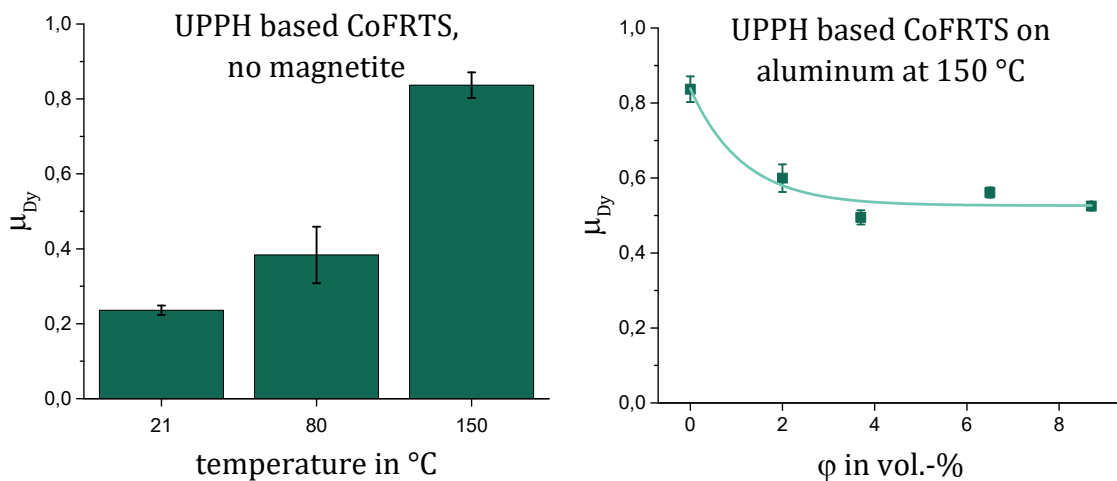 UPPH based CoFRTS,
no magnetite
1,0
0,8
0,6
0,4
0,2
0,0
μDy
21 80 150
temperature in °C
UPPH based CoFRTS on
aluminum at 150 °C
1,0
0,8
0,6
0,4
0,2
0,0
μDy
0 2 4 6 8
φ in vol.-%